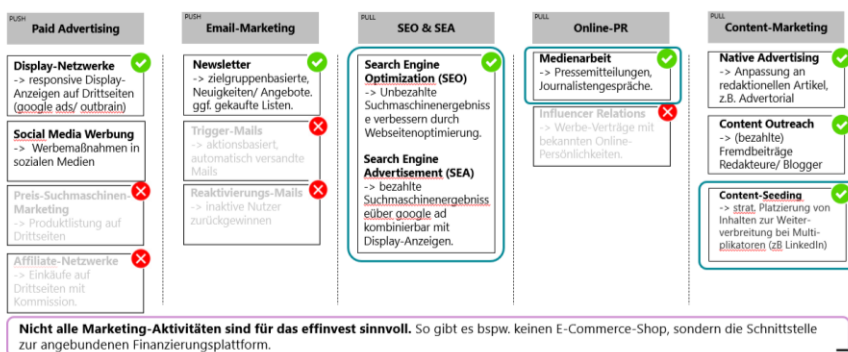 PUSH
Paid Advertising
Display-Netzwerke
-> responsive Display-
Anzeigen auf Drittseiten
(google ads/ outbrain)
Social Media Werbung
-> Werbemaßnahmen in
sozialen Medien
Preis-Suchmaschinen-
Marketing
-> Produktlistung auf
Drittseiten
Affiliate-Netzwerke
-> Einkäufe auf
Drittseiten mit
Kommission.
PUSH
Email-Marketing
Newsletter
-> zielgruppenbasierte,
Neuigkeiten/ Angebote.
ggf. gekaufte Listen.
Trigger-Mails
-> aktionsbasiert,
automatisch versandte
Mails
Reaktivierungs-Mails
-> inaktive Nutzer
zurückgewinnen
PULL
SEO & SEA
Search Engine
Optimization (SEO)
-> Unbezahlte
Suchmaschinenergebniss
e verbessern durch
Webseitenoptimierung.
Search Engine
Advertisement (SEA)
-> bezahlte
Suchmaschinenergebniss
eüber google ad
kombinierbar mit
Display-Anzeigen.
PULL
Online-PR
Medienarbeit
-> Pressemitteilungen,
Journalistengespräche.
Influencer Relations
-> Werbe-Verträge mit
bekannten Online-
Persönlichkeiten.
PULL
Content-Marketing
Native Advertising
-> Anpassung an
redaktionellen Artikel,
z.B. Advertorial
Content Outreach
-> (bezahlte)
Fremdbeiträge
Redakteure/ Blogger
Content-Seeding
-> strat. Platzierung von
Inhalten zur Weiter-
verbreitung bei Multi-
plikatoren (zB LinkedIn)
Nicht alle Marketing-Aktivitäten sind für das effinvest sinnvoll. So gibt es bspw. keinen E-Commerce-Shop, sondern die Schnittstelle
zur angebundenen Finanzierungsplattform.